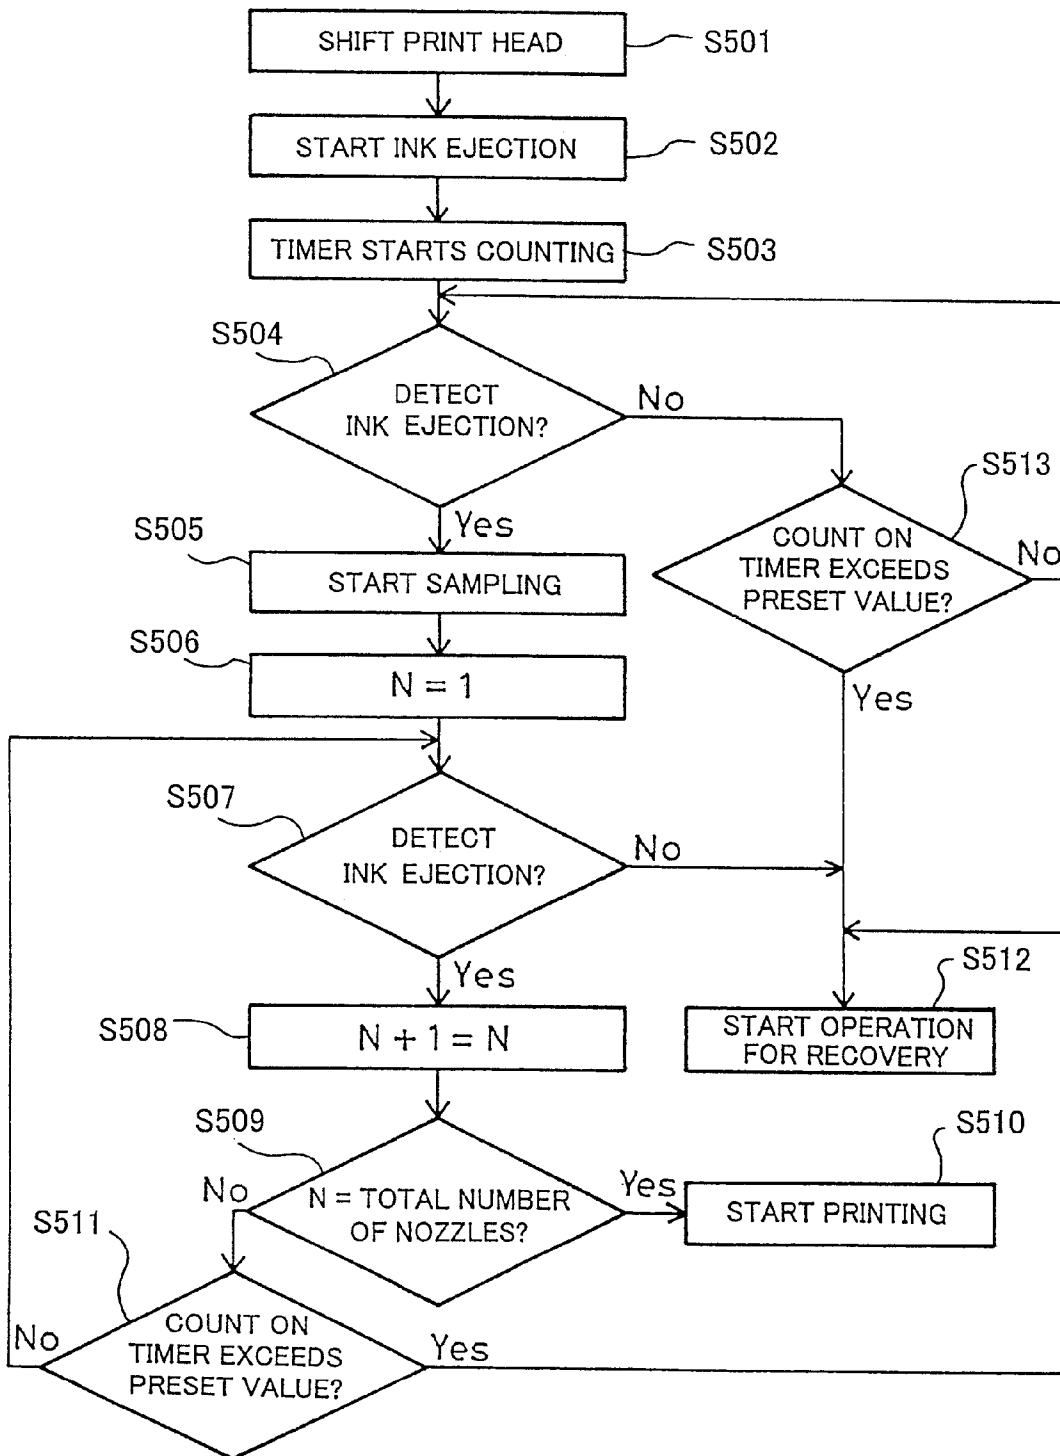 SHIFT PRINT HEAD
S501
START INK EJECTION
S502
TIMER STARTS COUNTING
S503
S504
DETECT
INK EJECTION?
No
Yes
S513
COUNT ON
TIMER EXCEEDS
PRESET VALUE?
No
Yes
S505
START SAMPLING
S506
N = 1
S507
DETECT
INK EJECTION?
No
Yes
S512
START OPERATION
FOR RECOVERY
S508
N + 1 = N
S509
N = TOTAL NUMBER
OF NOZZLES?
No
Yes
S510
START PRINTING
S511
COUNT ON
TIMER EXCEEDS
PRESET VALUE?
No
Yes